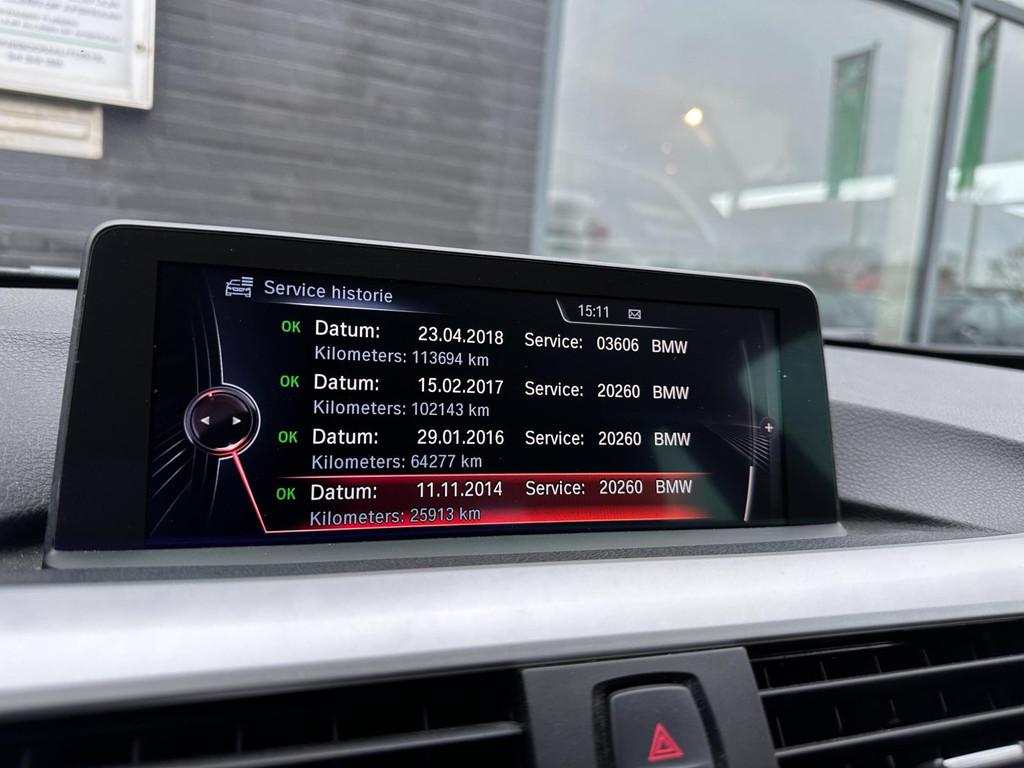 Service historie
15:11
OK Datum: 23.04.2018 Service: 03606 BMW
Kilometers: 113694 km
OK Datum: 15.02.2017 Service: 20260 BMW
Kilometers: 102143 km
OK Datum: 29.01.2016 Service: 20260 BMW
Kilometers: 64277 km
OK Datum: 11.11.2014 Service: 20260 BMW
Kilometers: 25913 km